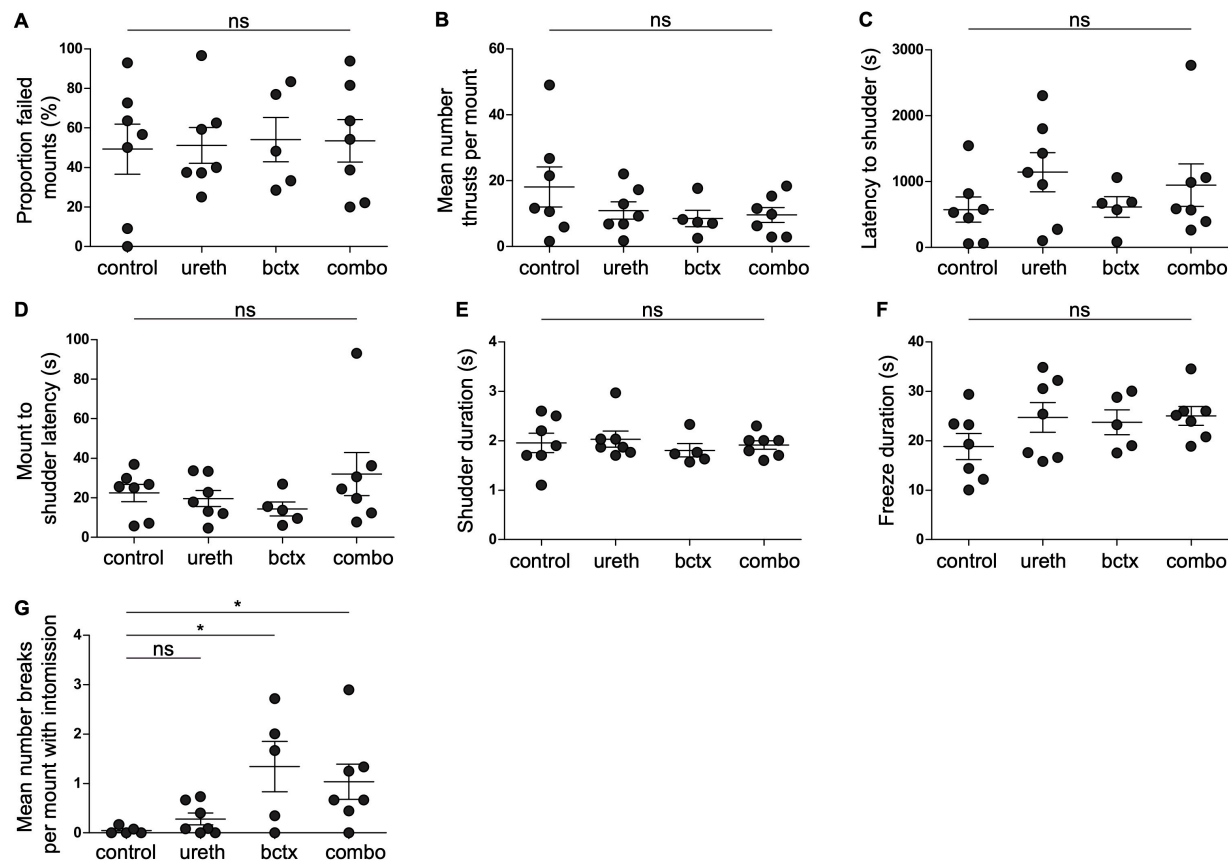 A
ns
Proportion failed
mounts (%)
100
80
60
40
20
0
control ureth bctx combo
B
ns
Mean number
thrusts per mount
60
40
20
0
control ureth bctx combo
C
ns
Latency to shudder (s)
3000
2000
1000
0
control ureth bctx combo
D
ns
Mount to
shudder latency (s)
100
80
60
40
20
0
control ureth bctx combo
E
ns
Shudder duration (s)
4
3
2
1
0
control ureth bctx combo
F
ns
Freeze duration (s)
40
30
20
10
0
control ureth bctx combo
G
*
*
ns
Mean number breaks
per mount with intomission
4
3
2
1
0
control ureth bctx combo